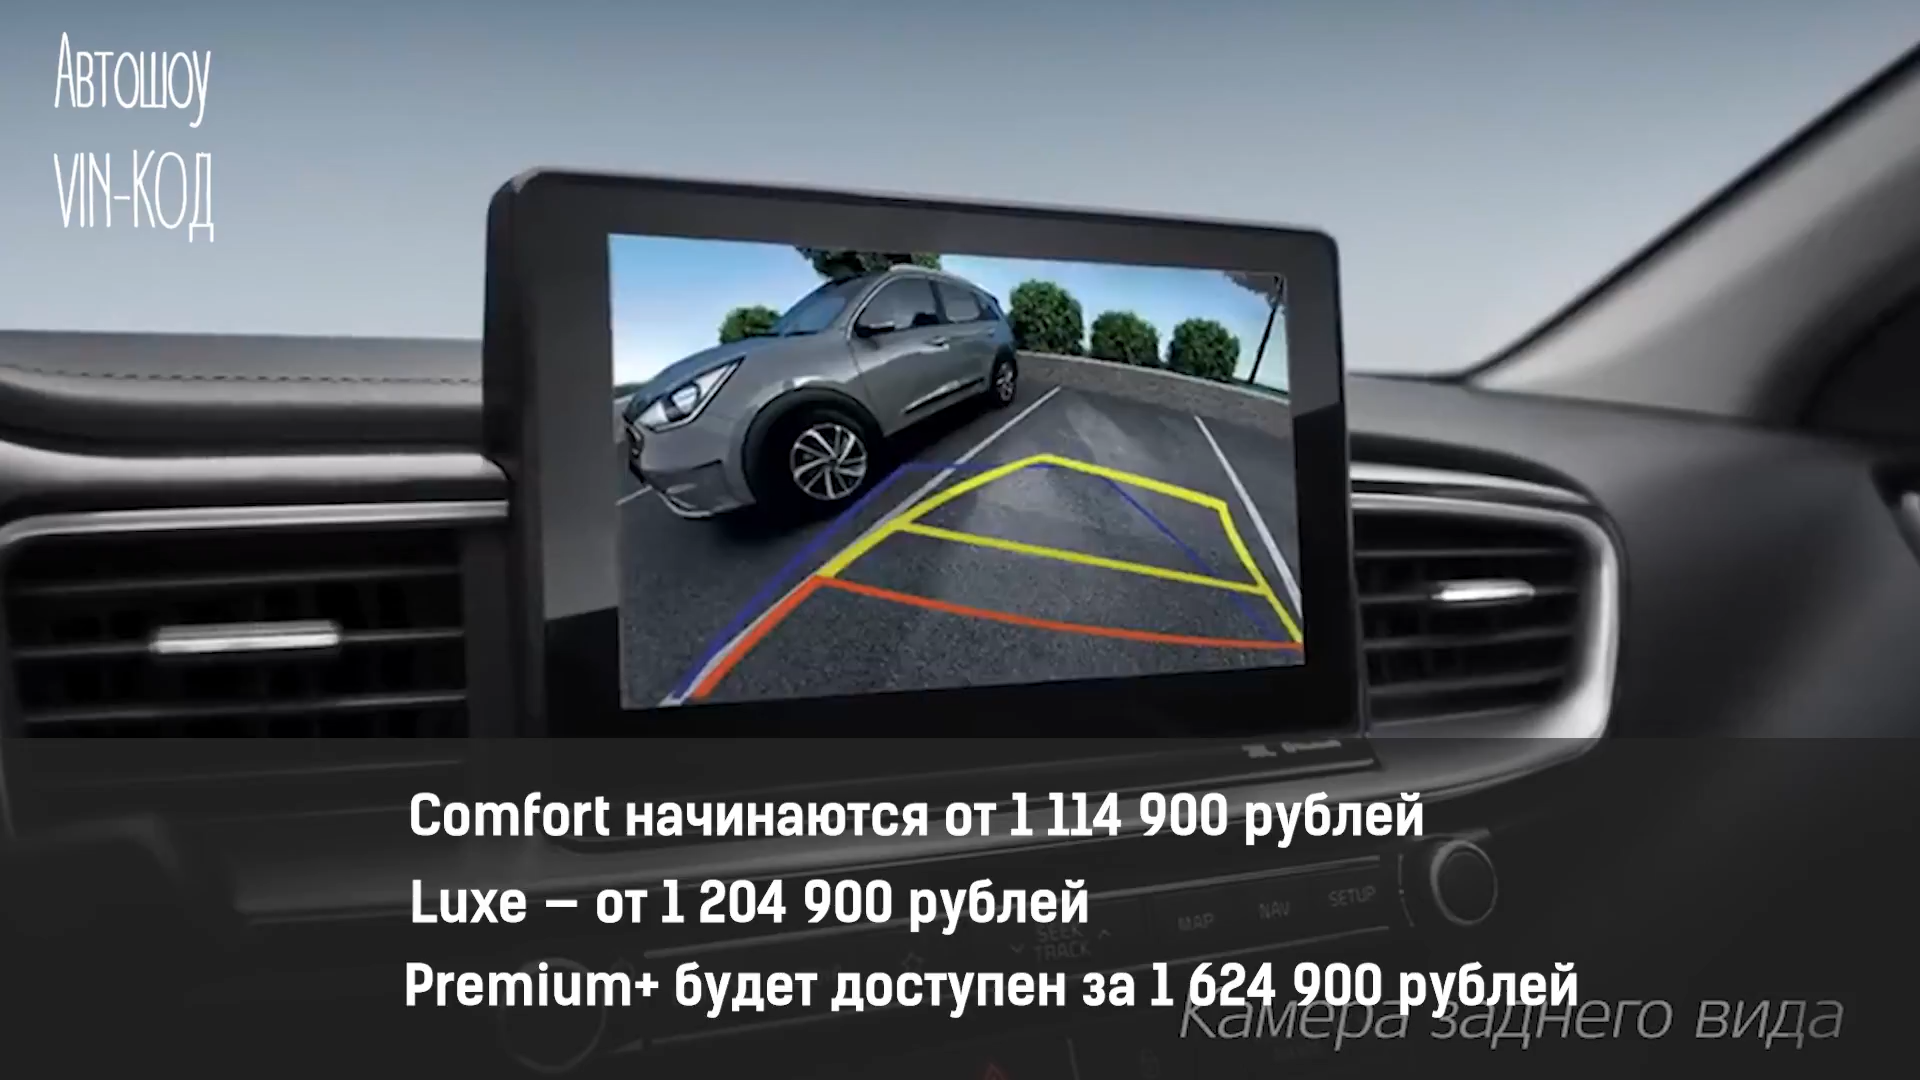 Автошоу
VIN-КОД
Comfort начинаются от 1 114 900 рублей
MAP NAV SETUP
Luxe – от 1 204 900 рублей
SEEK
TRACK
Premium+ будет доступен за 1 624 900 рублей
Камера заднего вида